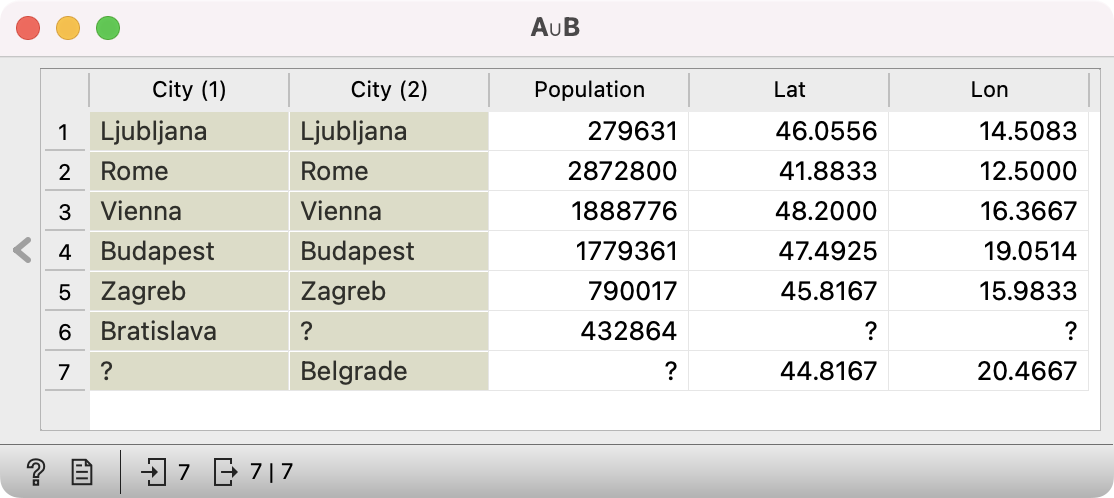 A∪B
City (1) City (2) Population Lat Lon
1 Ljubljana Ljubljana 279631 46.0556 14.5083
2 Rome Rome 2872800 41.8833 12.5000
3 Vienna Vienna 1888776 48.2000 16.3667
4 Budapest Budapest 1779361 47.4925 19.0514
5 Zagreb Zagreb 790017 45.8167 15.9833
6 Bratislava ? 432864 ? ?
7 ? Belgrade ? 44.8167 20.4667
? 7 7 | 7